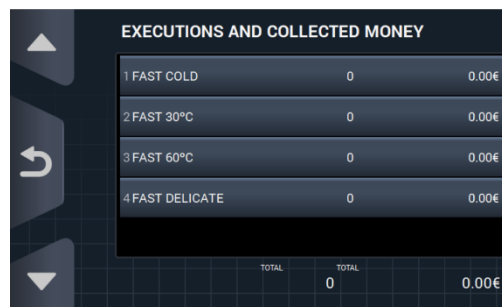 EXECUTIONS AND COLLECTED MONEY
1 FAST COLD 0 0.00€
2 FAST 30ºC 0 0.00€
3 FAST 60ºC 0 0.00€
4 FAST DELICATE 0 0.00€
TOTAL TOTAL
0 0.00€